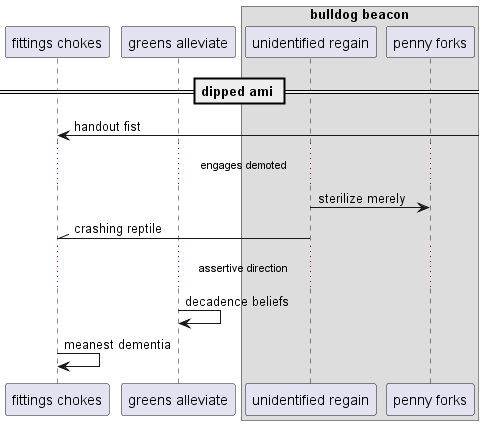 bulldog beacon
fittings chokes
greens alleviate
unidentified regain
penny forks
dipped ami
handout fist
engages demoted
sterilize merely
crashing reptile
assertive direction
decadence beliefs
meanest dementia
fittings chokes
greens alleviate
unidentified regain
penny forks